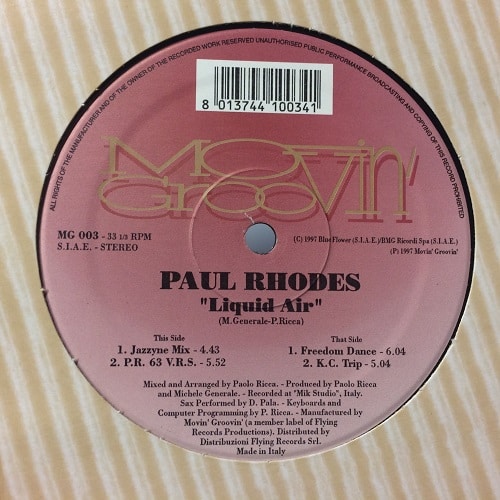 ALL RIGHTS OF THE MANUFACTURER AND OF THE OWNER OF THE RECORDED WORK RESERVED UNAUTHORISED PUBLIC PERFORMANCE BROADCASTING AND COPYING OF THIS RECORD PROHIBITED
8 013744 100341
MOVIN'
GROOVIN'
MG 003 - 33 1/3 RPM
S.I.A.E. - STEREO
(C) 1997 Blue Flower (S.I.A.E.)/BMG Ricordi Spa (S.I.A.E.)
(P) 1997 Movin' Groovin'
PAUL RHODES
"Liquid Air"
(M.Generale-P.Ricca)
This Side
1. Jazzyne Mix - 4.43
2. P.R. 63 V.R.S. - 5.52
That Side
1. Freedom Dance - 6.04
2. K.C. Trip - 5.04
Mixed and Arranged by Paolo Ricca. - Produced by Paolo Ricca
and Michele Generale. - Recorded at "Mik Studio", Italy.
Sax Performed by D. Pala. - Keyboards and
Computer Programming by P. Ricca. - Manufactured by
Movin' Groovin' (a member label of Flying
Records Productions). Distributed by
Distribuzioni Flying Records Srl.
Made in Italy